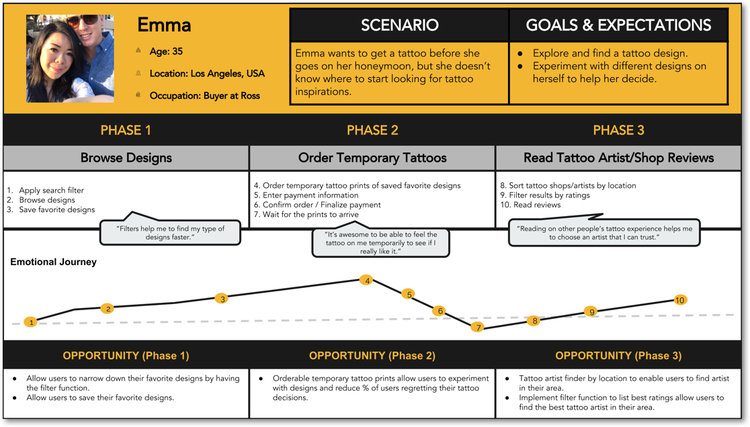 Emma
Age: 35
Location: Los Angeles, USA
Occupation: Buyer at Ross
SCENARIO
Emma wants to get a tattoo before she
goes on her honeymoon, but she doesn't
know where to start looking for tattoo
inspirations.
GOALS & EXPECTATIONS
● Explore and find a tattoo design.
● Experiment with different designs on
herself to help her decide.
PHASE 1
PHASE 2
PHASE 3
Browse Designs
Order Temporary Tattoos
Read Tattoo Artist/Shop Reviews
1. Apply search filter
2. Browse designs
3. Save favorite designs
"Filters help me to find my type of
designs faster."
4. Order temporary tattoo prints of saved favorite designs
5. Enter payment information
6. Confirm order / Finalize payment
7. Wait for the prints to arrive
"It's awesome to be able to feel the
tattoo on me temporarily to see if I
really like it."
8. Sort tattoo shops/artists by location
9. Filter results by ratings
10. Read reviews
"Reading on other people's tattoo experience helps me
to choose an artist that I can trust."
Emotional Journey
1
2
3
4
5
6
7
8
9
10
OPPORTUNITY (Phase 1)
OPPORTUNITY (Phase 2)
OPPORTUNITY (Phase 3)
● Allow users to narrow down their favorite designs by having
the filter function.
● Allow users to save their favorite designs.
● Orderable temporary tattoo prints allow users to experiment
with designs and reduce % of users regretting their tattoo
decisions.
● Tattoo artist finder by location to enable users to find artist
in their area.
● Implement filter function to list best ratings allow users to
find the best tattoo artist in their area.